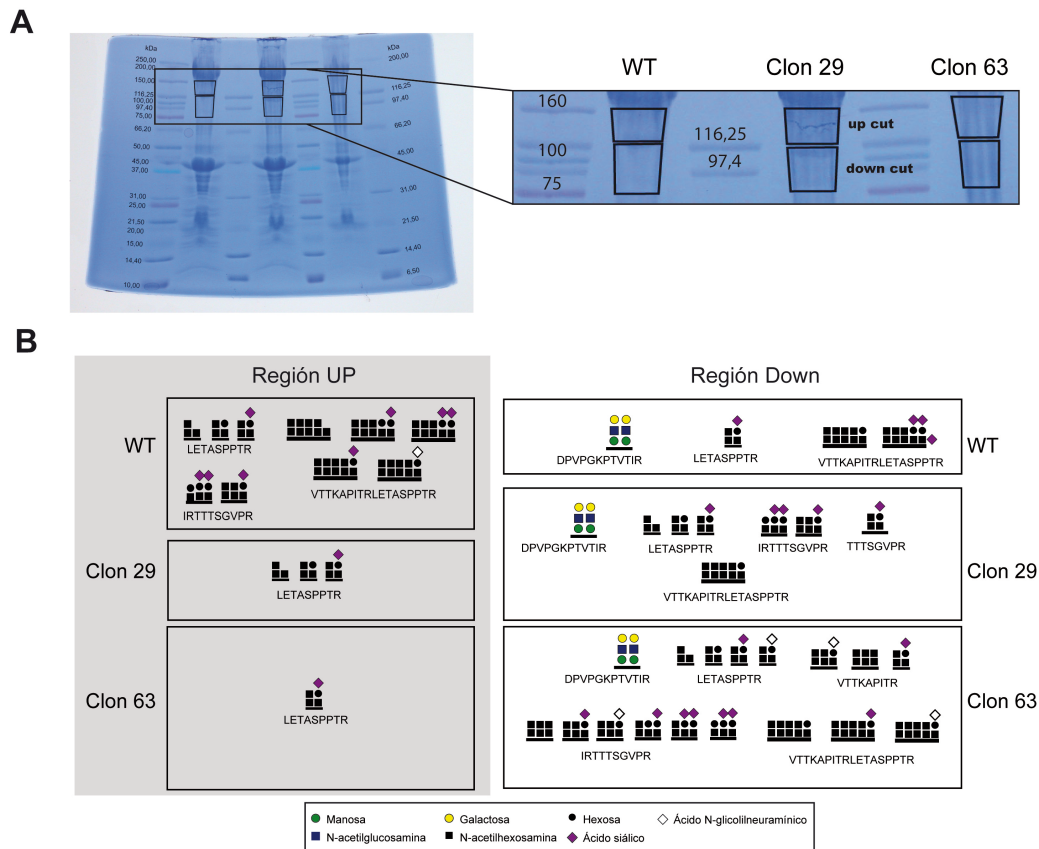 A
kDa
250,00
200,00
150,00
116,25
100,00
97,40
75,00
66,20
50,00
45,00
37,00
31,00
25,00
21,50
20,00
15,00
14,40
10,00
kDa
200,00
116,25
97,40
66,20
45,00
31,00
21,50
14,40
6,50
WT
Clon 29
Clon 63
160
116,25
100
97,4
75
up cut
down cut
B
Región UP
Región Down
WT
LETASPPTR
IRTTTSGVPR
VTTKAPITRLETASPPTR
DPVPGKPTVTIR
LETASPPTR
VTTKAPITRLETASPPTR
WT
Clon 29
LETASPPTR
DPVPGKPTVTIR
LETASPPTR
IRTTTSGVPR
TTTSGVPR
VTTKAPITRLETASPPTR
Clon 29
Clon 63
LETASPPTR
DPVPGKPTVTIR
LETASPPTR
VTTKAPITR
IRTTTSGVPR
VTTKAPITRLETASPPTR
Clon 63
Manosa
Galactosa
Hexosa
Ácido N-glicolilneuramínico
N-acetilglucosamina
N-acetilhexosamina
Ácido siálico